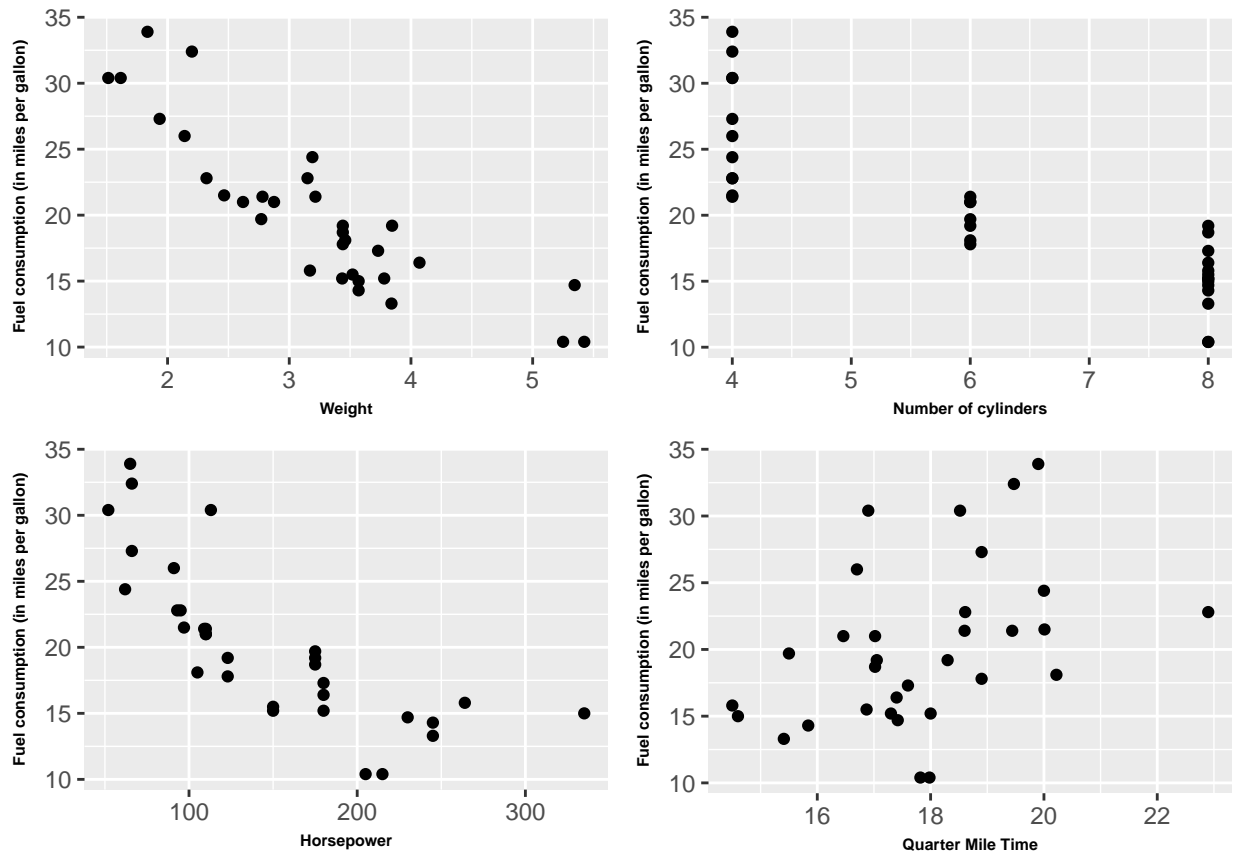 35
30
25
20
15
10
Fuel consumption (in miles per gallon)
2 3 4 5
Weight
35
30
25
20
15
10
Fuel consumption (in miles per gallon)
4 5 6 7 8
Number of cylinders
35
30
25
20
15
10
Fuel consumption (in miles per gallon)
100 200 300
Horsepower
35
30
25
20
15
10
Fuel consumption (in miles per gallon)
16 18 20 22
Quarter Mile Time